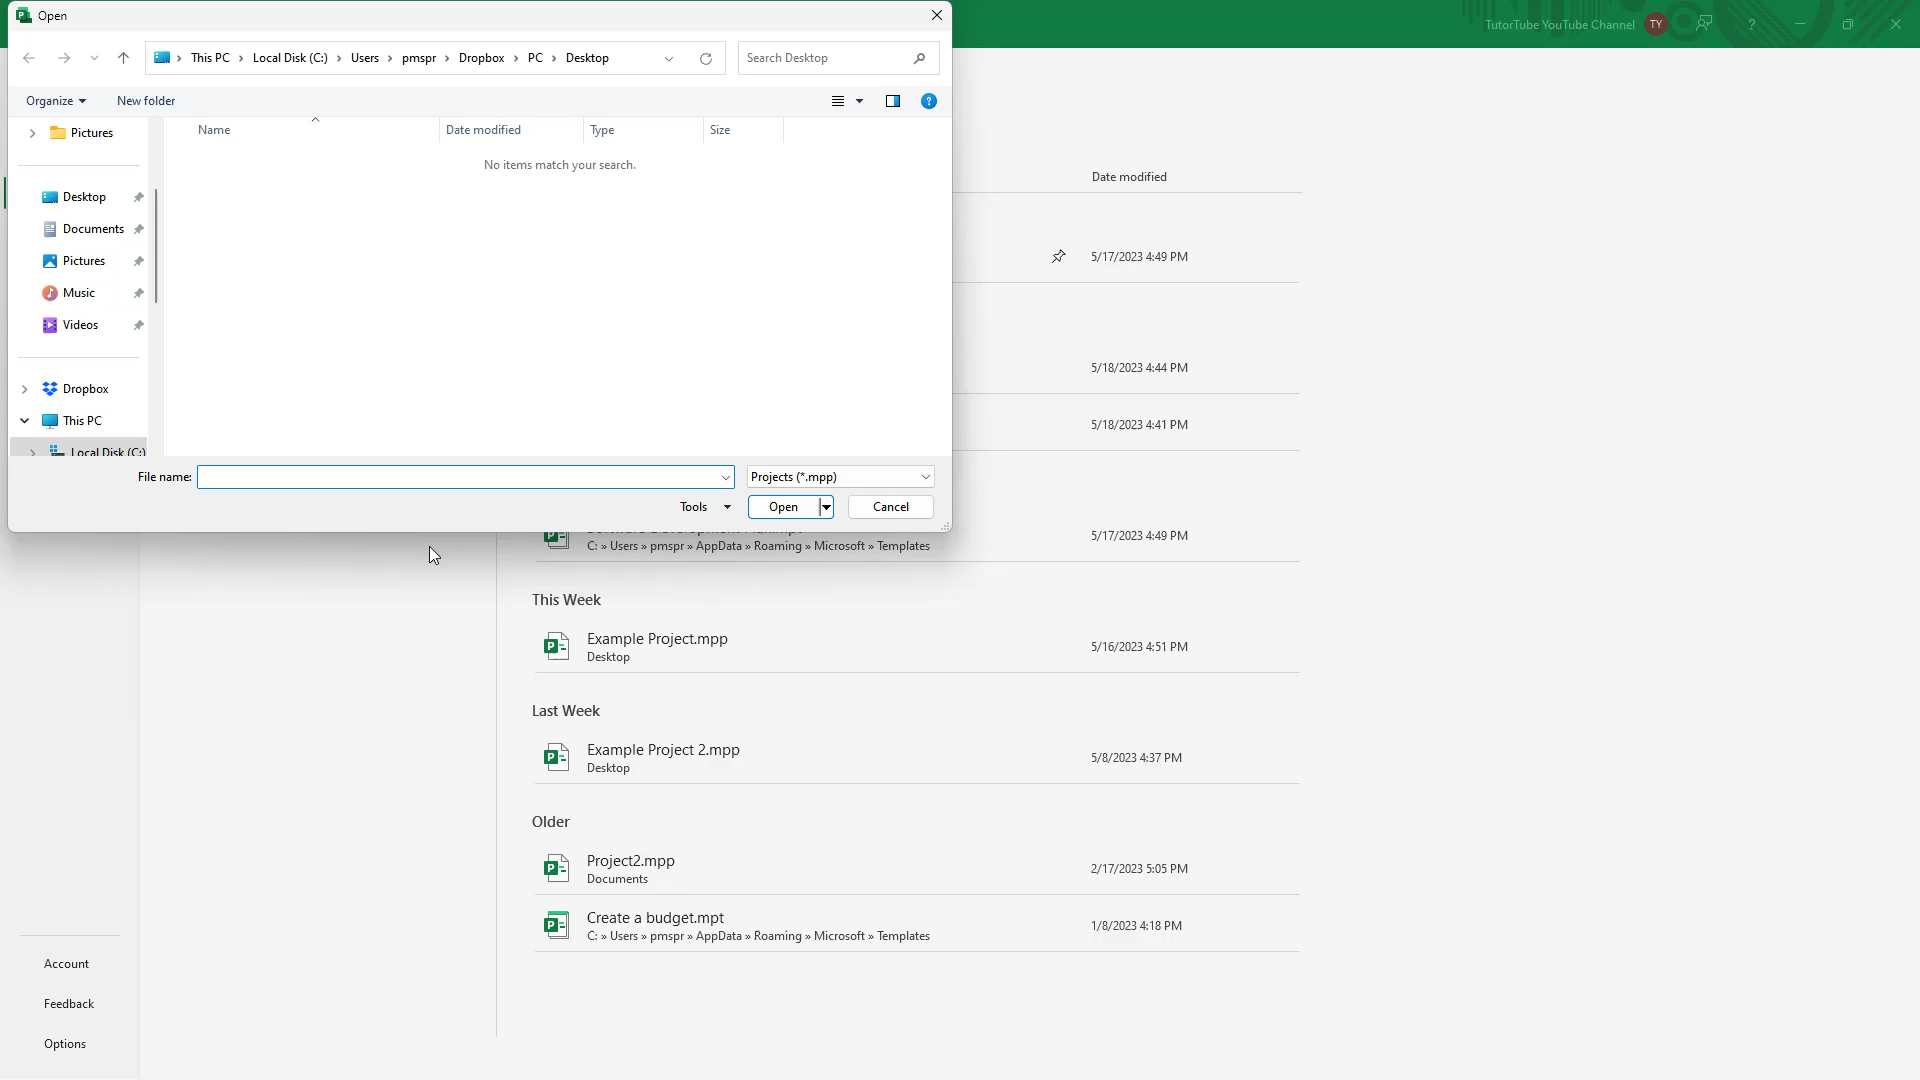 Open
TutorTube YouTube Channel TY ?
This PC > Local Disk (C:) > Users > pmspr > Dropbox > PC > Desktop
Search Desktop
Organize
New folder
?
Pictures
Name
Date modified
Type
Size
No items match your search.
Date modified
Desktop
Documents
Pictures
Music
Videos
5/17/2023 4:49 PM
5/18/2023 4:44 PM
Dropbox
This PC
5/18/2023 4:41 PM
Local Disk (C:)
File name:
Projects (*.mpp)
Tools
Open
Cancel
C: » Users » pmspr » AppData » Roaming » Microsoft » Templates
5/17/2023 4:49 PM
This Week
Example Project.mpp
Desktop
5/16/2023 4:51 PM
Last Week
Example Project 2.mpp
Desktop
5/8/2023 4:37 PM
Older
Project2.mpp
Documents
2/17/2023 5:05 PM
Create a budget.mpt
C: » Users » pmspr » AppData » Roaming » Microsoft » Templates
1/8/2023 4:18 PM
Account
Feedback
Options